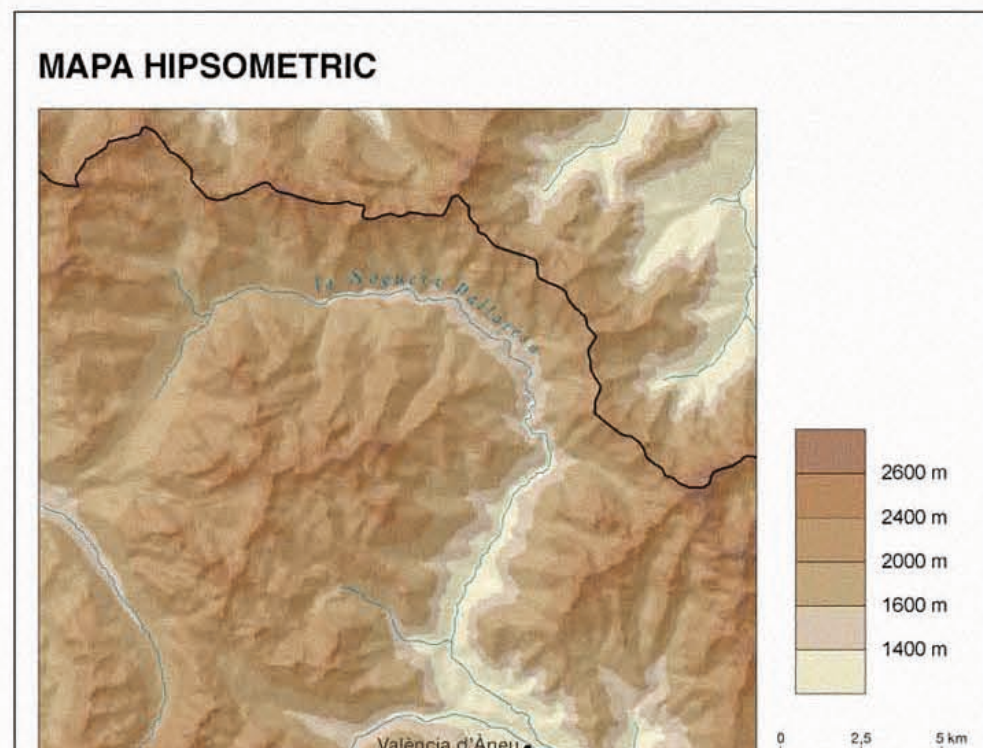 MAPA HIPSOMETRIC
la Noguera Pallaresa
2600 m
2400 m
2000 m
1600 m
1400 m
0 2,5 5 km
València d'Àneu